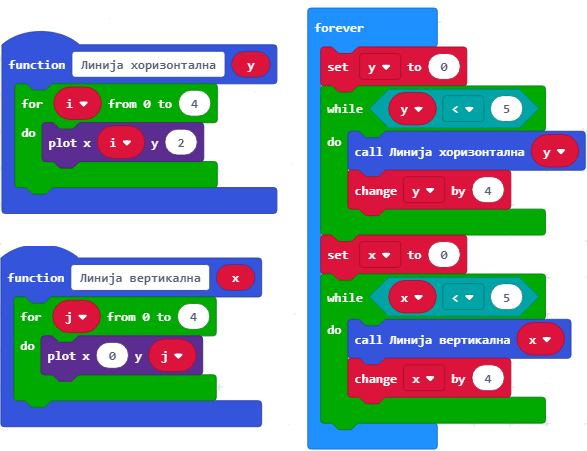 function Линија хоризонтална y
for i from 0 to 4
do plot x i y 2
function Линија вертикална x
for j from 0 to 4
do plot x 0 y j
forever
set y to 0
while y < 5
do call Линија хоризонтална y
change y by 4
set x to 0
while x < 5
do call Линија вертикална x
change x by 4